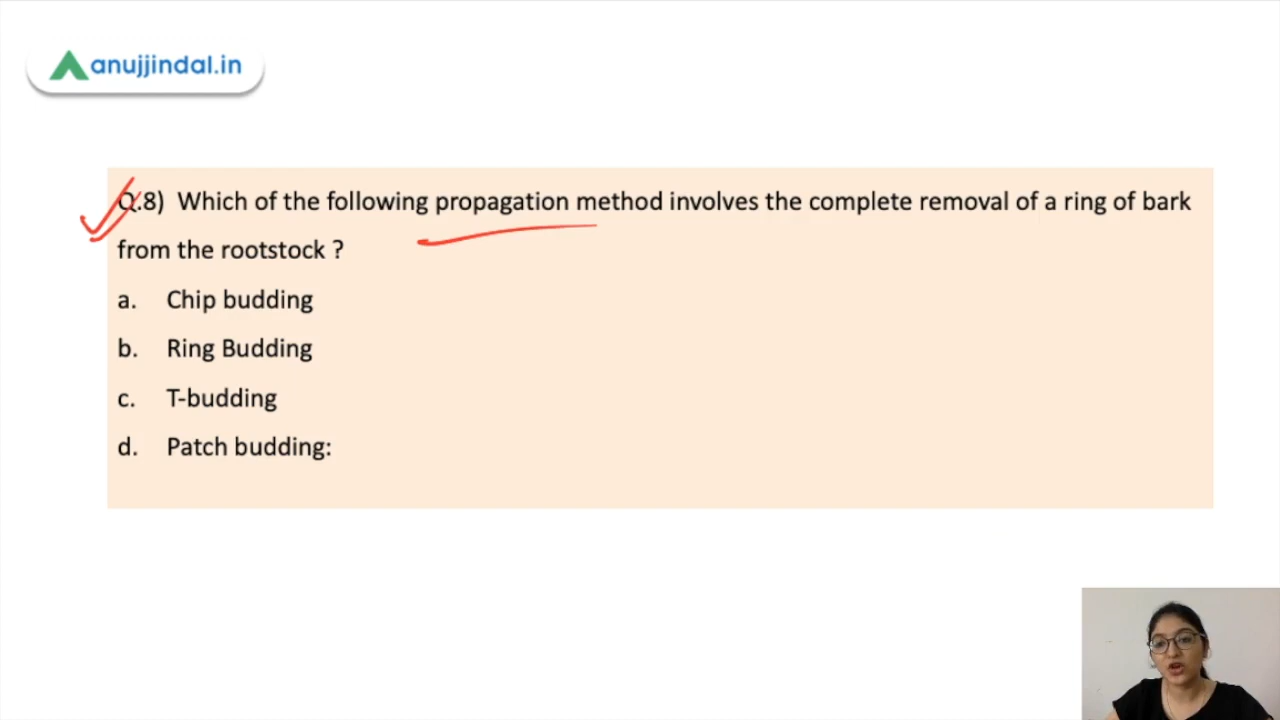 anujjindal.in
Q.8) Which of the following propagation method involves the complete removal of a ring of bark
from the rootstock ?
a. Chip budding
b. Ring Budding
c. T-budding
d. Patch budding: